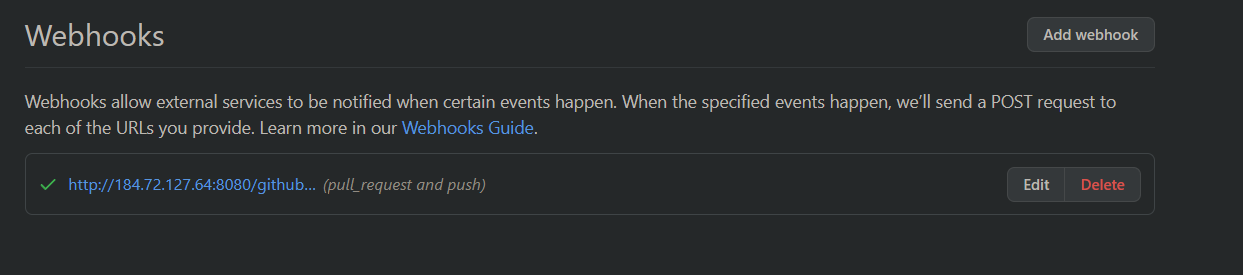 Webhooks
Add webhook
Webhooks allow external services to be notified when certain events happen. When the specified events happen, we’ll send a POST request to
each of the URLs you provide. Learn more in our Webhooks Guide.
http://184.72.127.64:8080/github... (pull_request and push)
Edit
Delete